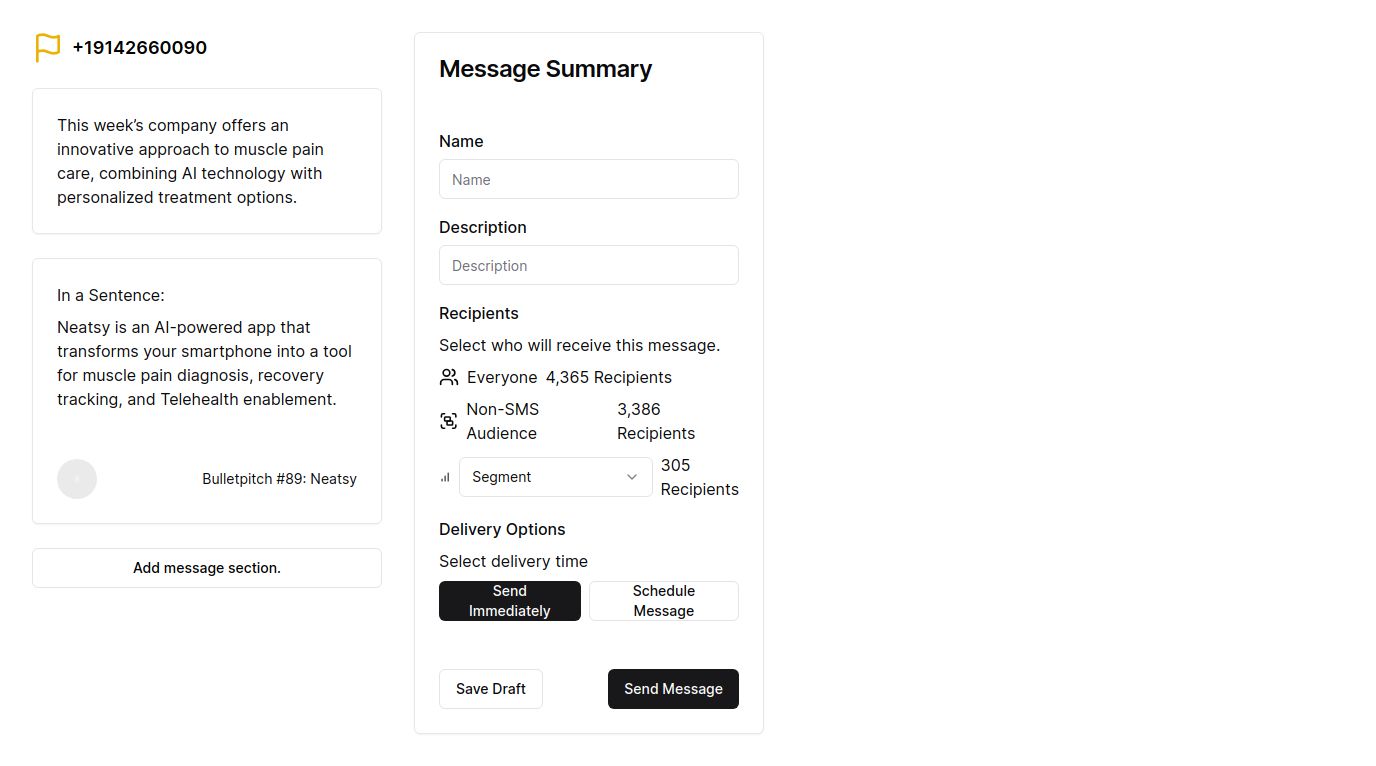 +19142660090
This week’s company offers an
innovative approach to muscle pain
care, combining AI technology with
personalized treatment options.
In a Sentence:
Neatsy is an AI-powered app that
transforms your smartphone into a tool
for muscle pain diagnosis, recovery
tracking, and Telehealth enablement.
Bulletpitch #89: Neatsy
Add message section.
Message Summary
Name
Name
Description
Description
Recipients
Select who will receive this message.
Everyone 4,365 Recipients
Non-SMS
Audience
3,386
Recipients
Segment
305
Recipients
Delivery Options
Select delivery time
Send
Immediately
Schedule
Message
Save Draft
Send Message